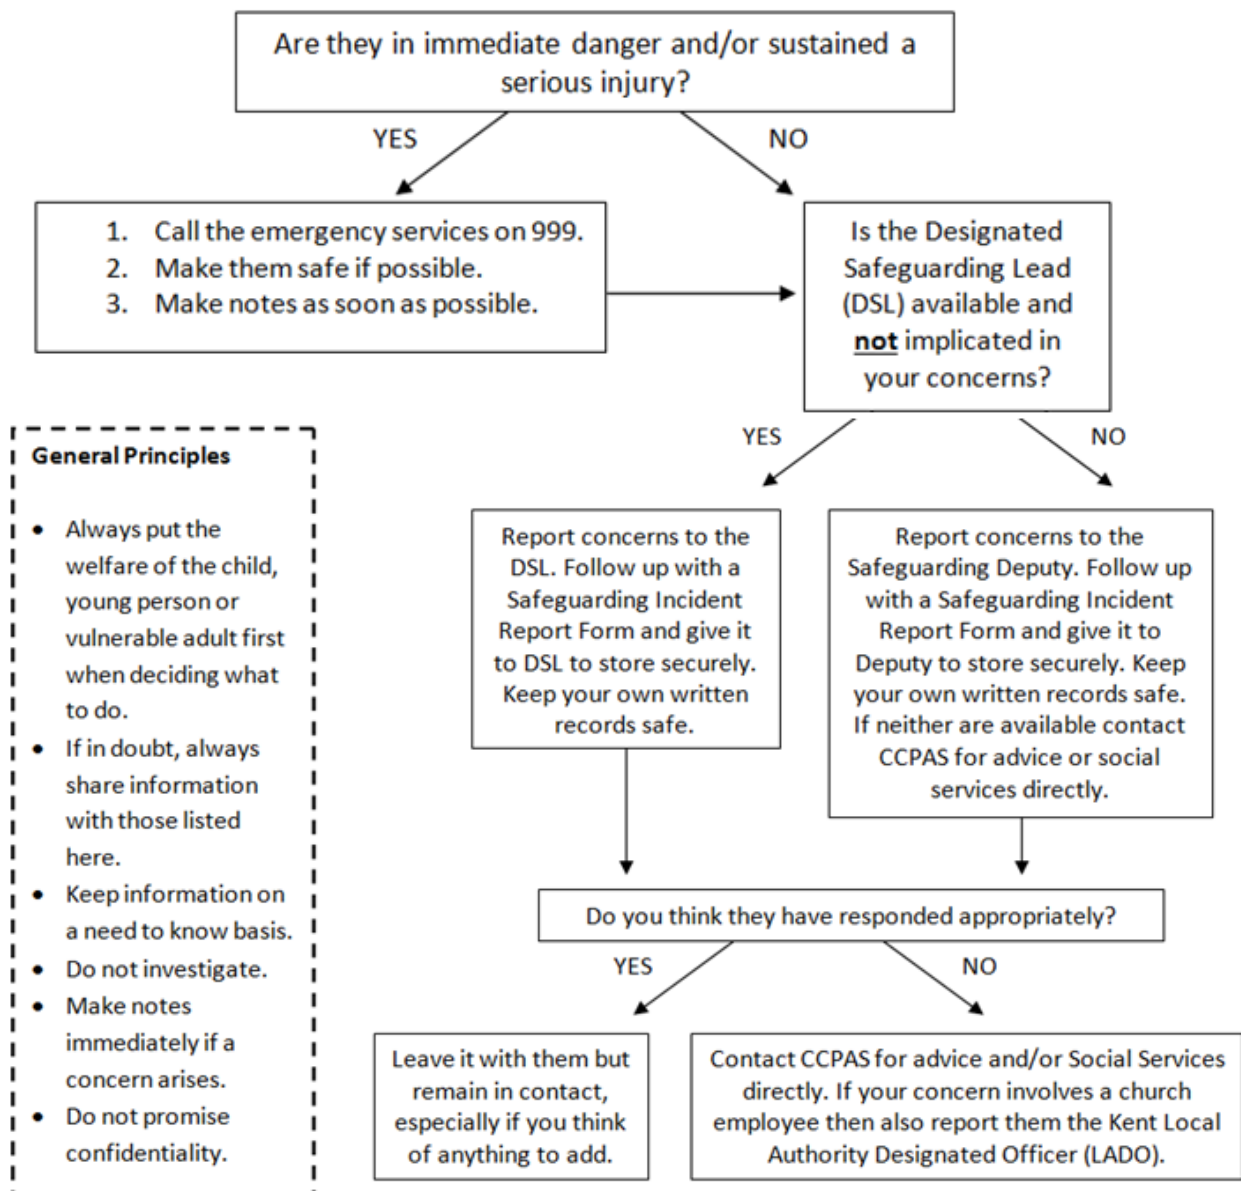 Are they in immediate danger and/or sustained a
serious injury?
YES
NO
1. Call the emergency services on 999.
2. Make them safe if possible.
3. Make notes as soon as possible.
Is the Designated
Safeguarding Lead
(DSL) available and
not implicated in
your concerns?
YES
NO
General Principles
• Always put the
welfare of the child,
young person or
vulnerable adult first
when deciding what
to do.
• If in doubt, always
share information
with those listed
here.
• Keep information on
a need to know basis.
• Do not investigate.
• Make notes
immediately if a
concern arises.
• Do not promise
confidentiality.
Report concerns to the
DSL. Follow up with a
Safeguarding Incident
Report Form and give it
to DSL to store securely.
Keep your own written
records safe.
Report concerns to the
Safeguarding Deputy. Follow up
with a Safeguarding Incident
Report Form and give it to
Deputy to store securely. Keep
your own written records safe.
If neither are available contact
CCPAS for advice or social
services directly.
Do you think they have responded appropriately?
YES
NO
Leave it with them but
remain in contact,
especially if you think
of anything to add.
Contact CCPAS for advice and/or Social Services
directly. If your concern involves a church
employee then also report them the Kent Local
Authority Designated Officer (LADO).